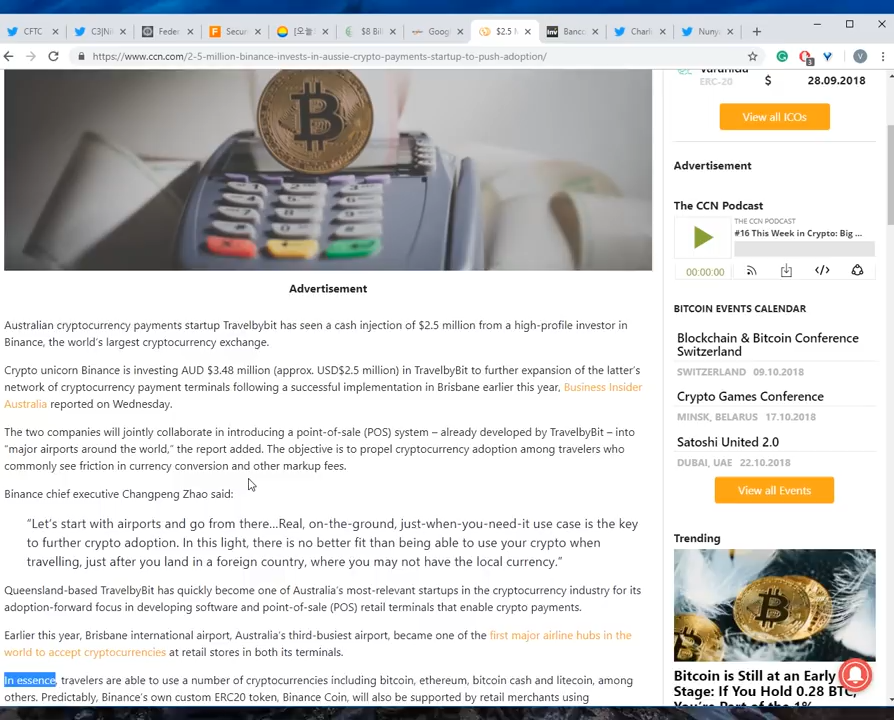 CFTC
C3|Nil
Feder
Secur
[오늘
$8 Bil
Googl
$2.5 M
Banco
Charli
Nunya
https://www.ccn.com/2-5-million-binance-invests-in-aussie-crypto-payments-startup-to-push-adoption/
V
Advertisement
Australian cryptocurrency payments startup Travelbybit has seen a cash injection of $2.5 million from a high-profile investor in
Binance, the world's largest cryptocurrency exchange.
Crypto unicorn Binance is investing AUD $3.48 million (approx. USD$2.5 million) in TravelbyBit to further expansion of the latter's
network of cryptocurrency payment terminals following a successful implementation in Brisbane earlier this year, Business Insider
Australia reported on Wednesday.
The two companies will jointly collaborate in introducing a point-of-sale (POS) system – already developed by TravelbyBit – into
“major airports around the world,” the report added. The objective is to propel cryptocurrency adoption among travelers who
commonly see friction in currency conversion and other markup fees.
Binance chief executive Changpeng Zhao said:
“Let's start with airports and go from there…Real, on-the-ground, just-when-you-need-it use case is the key
to further crypto adoption. In this light, there is no better fit than being able to use your crypto when
travelling, just after you land in a foreign country, where you may not have the local currency.”
Queensland-based TravelbyBit has quickly become one of Australia's most-relevant startups in the cryptocurrency industry for its
adoption-forward focus in developing software and point-of-sale (POS) retail terminals that enable crypto payments.
Earlier this year, Brisbane international airport, Australia's third-busiest airport, became one of the first major airline hubs in the
world to accept cryptocurrencies at retail stores in both its terminals.
In essence, travelers are able to use a number of cryptocurrencies including bitcoin, ethereum, bitcoin cash and litecoin, among
others. Predictably, Binance's own custom ERC20 token, Binance Coin, will also be supported by retail merchants using
ERC-20 $ 28.09.2018
View all ICOs
Advertisement
The CCN Podcast
THE CCN PODCAST
#16 This Week in Crypto: Big ...
00:00:00
BITCOIN EVENTS CALENDAR
Blockchain & Bitcoin Conference
Switzerland
SWITZERLAND 09.10.2018
Crypto Games Conference
MINSK, BELARUS 17.10.2018
Satoshi United 2.0
DUBAI, UAE 22.10.2018
View all Events
Trending
Bitcoin is Still at an Early
Stage: If You Hold 0.28 BTC,
You're Part of the 1%